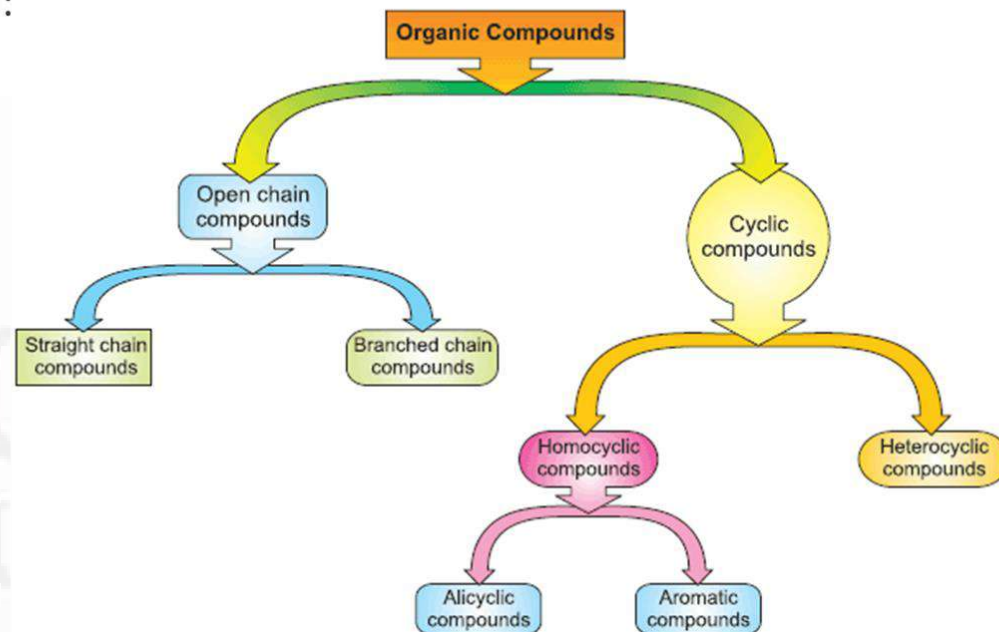 Organic Compounds
Open chain
compounds
Cyclic
compounds
Straight chain
compounds
Branched chain
compounds
Homocyclic
compounds
Heterocyclic
compounds
Alicyclic
compounds
Aromatic
compounds